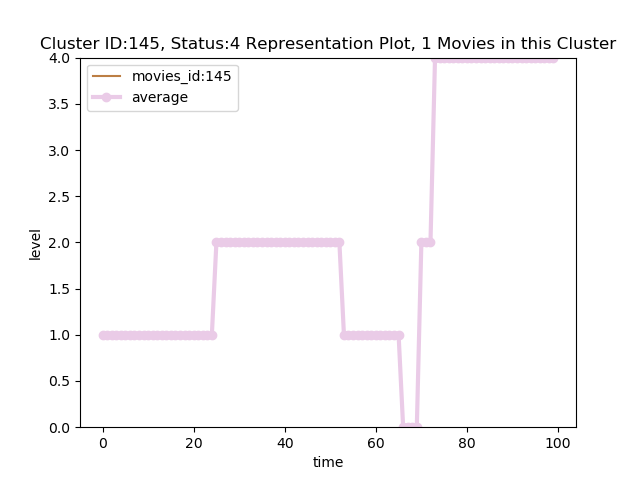 Cluster ID:145, Status:4 Representation Plot, 1 Movies in this Cluster
movies_id:145
average
4.0
3.5
3.0
2.5
2.0
1.5
1.0
0.5
0.0
level
0 20 40 60 80 100
time